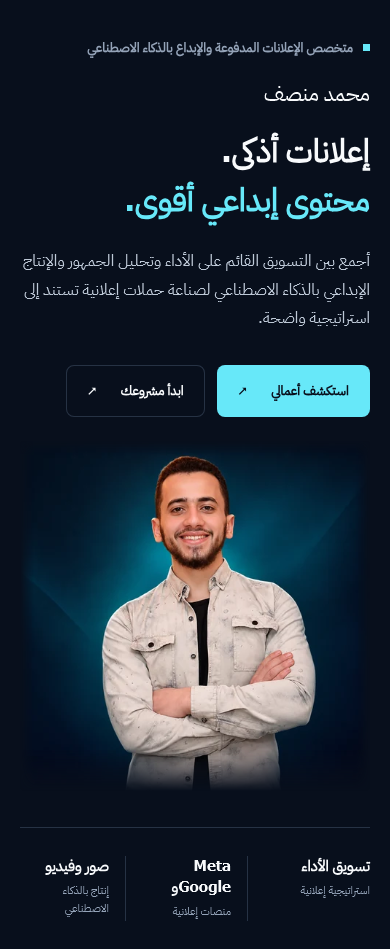 متخصص الإعلانات المدفوعة والإبداع بالذكاء الاصطناعي
محمد منصف
إعلانات أذكى.
محتوى إبداعي أقوى.
أجمع بين التسويق القائم على الأداء وتحليل الجمهور والإنتاج
الإبداعي بالذكاء الاصطناعي لصناعة حملات إعلانية تستند إلى
استراتيجية واضحة.
استكشف أعمالي ↗
ابدأ مشروعك ↗
تسويق الأداء
استراتيجية إعلانية
Meta
وGoogle
منصات إعلانية
صور وفيديو
إنتاج بالذكاء
الاصطناعي